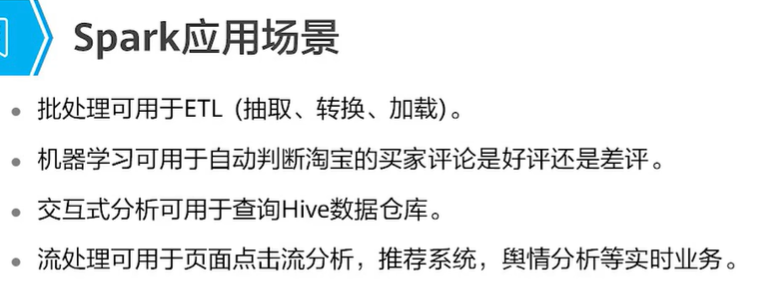 Spark应用场景
• 批处理可用于ETL (抽取、转换、加载)。
• 机器学习可用于自动判断淘宝的买家评论是好评还是差评。
• 交互式分析可用于查询Hive数据仓库。
• 流处理可用于页面点击流分析，推荐系统，舆情分析等实时业务。